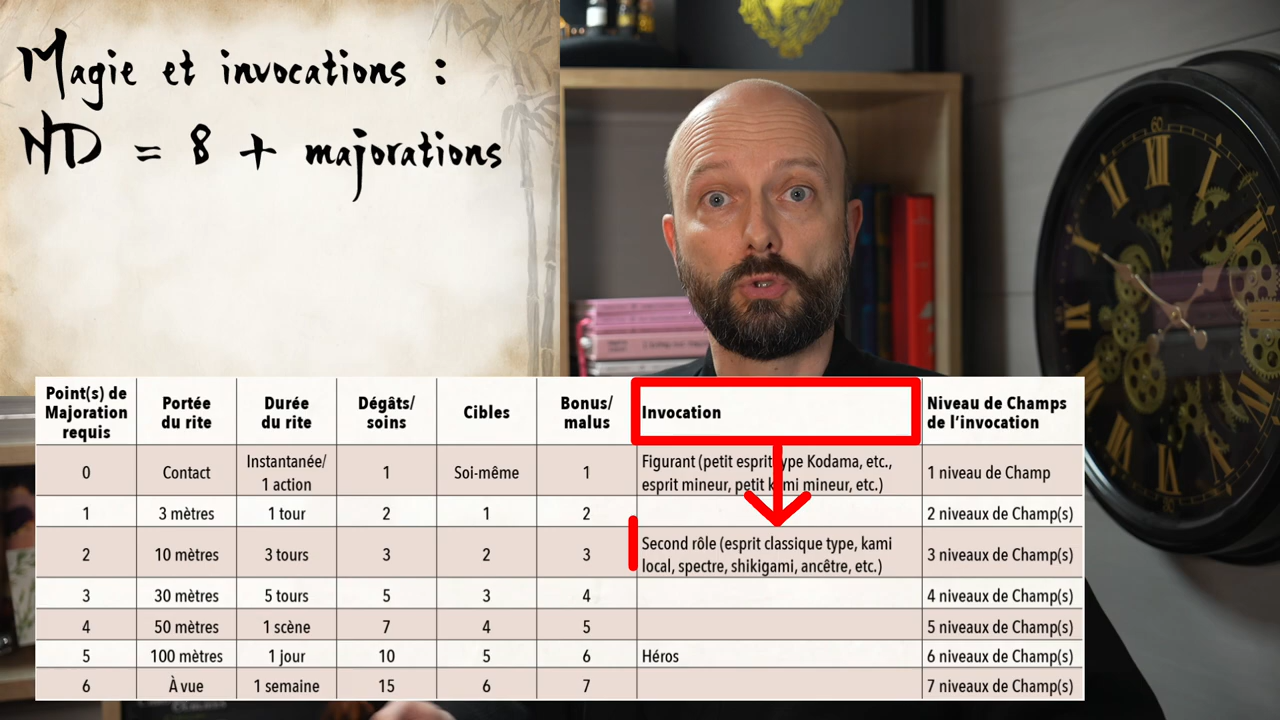 Magie et invocations :
ND = 8 + majorations
Point(s) de Majoration requis | Portée du rite | Durée du rite | Dégâts/ soins | Cibles | Bonus/ malus | Invocation | Niveau de Champs de l’invocation
0 | Contact | Instantanée/ 1 action | 1 | Soi-même | 1 | Figurant (petit esprit type Kodama, etc., esprit mineur, petit kami mineur, etc.) | 1 niveau de Champ
1 | 3 mètres | 1 tour | 2 | 1 | 2 | | 2 niveaux de Champ(s)
2 | 10 mètres | 3 tours | 3 | 2 | 3 | Second rôle (esprit classique type, kami local, spectre, shikigami, ancêtre, etc.) | 3 niveaux de Champ(s)
3 | 30 mètres | 5 tours | 5 | 3 | 4 | | 4 niveaux de Champ(s)
4 | 50 mètres | 1 scène | 7 | 4 | 5 | | 5 niveaux de Champ(s)
5 | 100 mètres | 1 jour | 10 | 5 | 6 | Héros | 6 niveaux de Champ(s)
6 | À vue | 1 semaine | 15 | 6 | 7 | | 7 niveaux de Champ(s)